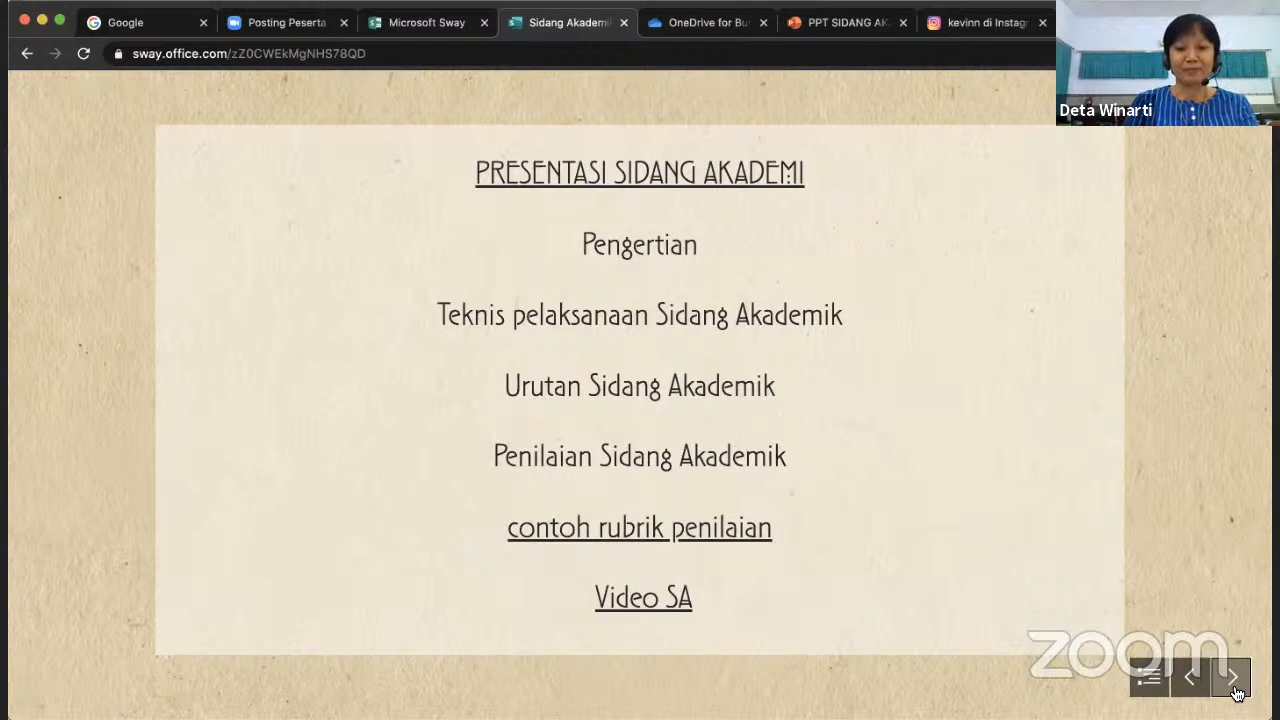 Google
Posting Peserta
Microsoft Sway
Sidang Akademi
OneDrive for Bu
PPT SIDANG AK
kevinn di Instagr
sway.office.com/zZ0CWEkMgNHS78QD
Deta Winarti
PRESENTASI SIDANG AKADEMI
Pengertian
Teknis pelaksanaan Sidang Akademik
Urutan Sidang Akademik
Penilaian Sidang Akademik
contoh rubrik penilaian
Video SA
zoom